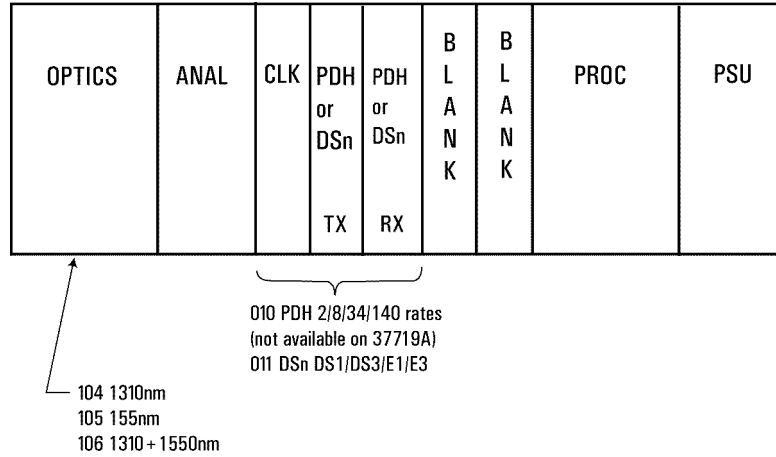 OPTICS
ANAL
CLK
PDH
or
DSn
TX
PDH
or
DSn
RX
B
L
A
N
K
B
L
A
N
K
PROC
PSU
010 PDH 2/8/34/140 rates
(not available on 37719A)
011 DSn DS1/DS3/E1/E3
104 1310nm
105 155nm
106 1310+1550nm